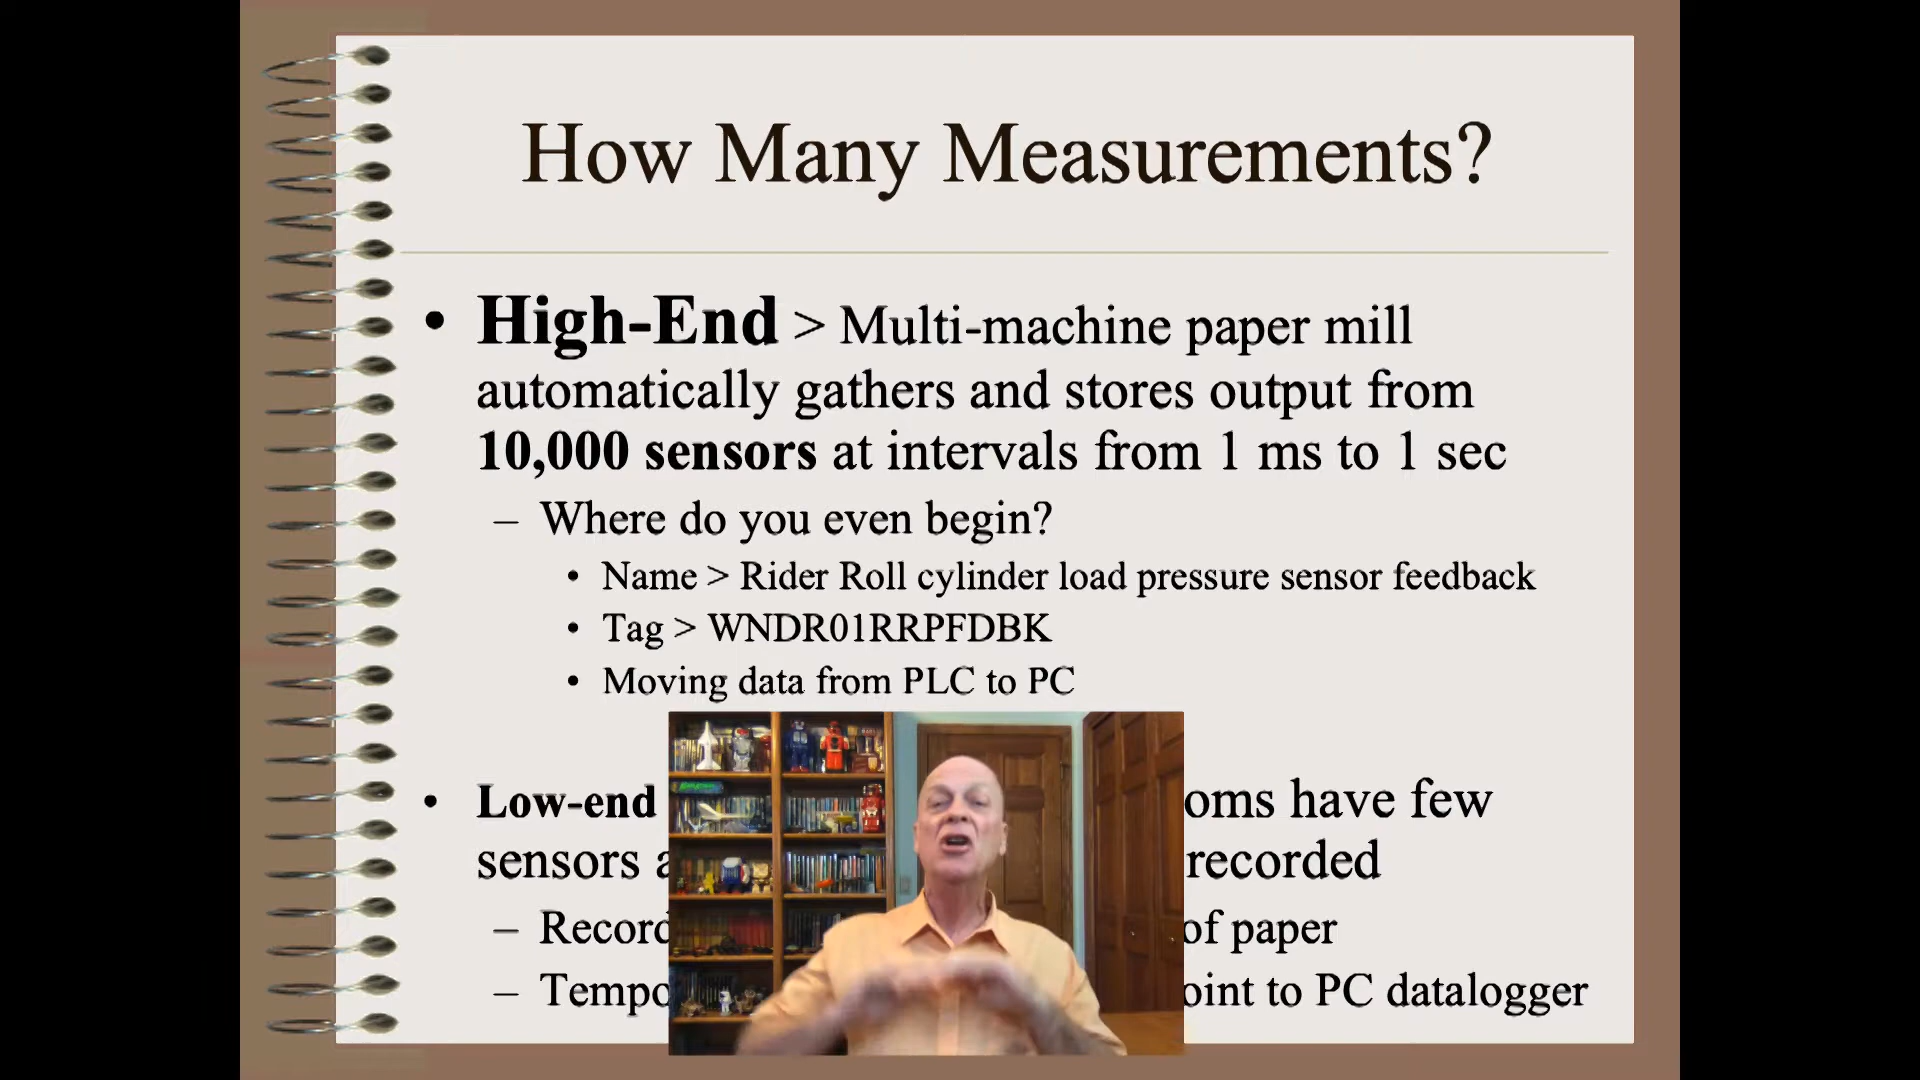 How Many Measurements?
• High-End > Multi-machine paper mill
automatically gathers and stores output from
10,000 sensors at intervals from 1 ms to 1 sec
– Where do you even begin?
• Name > Rider Roll cylinder load pressure sensor feedback
• Tag > WNDR01RRPFDBK
• Moving data from PLC to PC
• Low-end oms have few
sensors a recorded
– Record of paper
– Tempo oint to PC datalogger